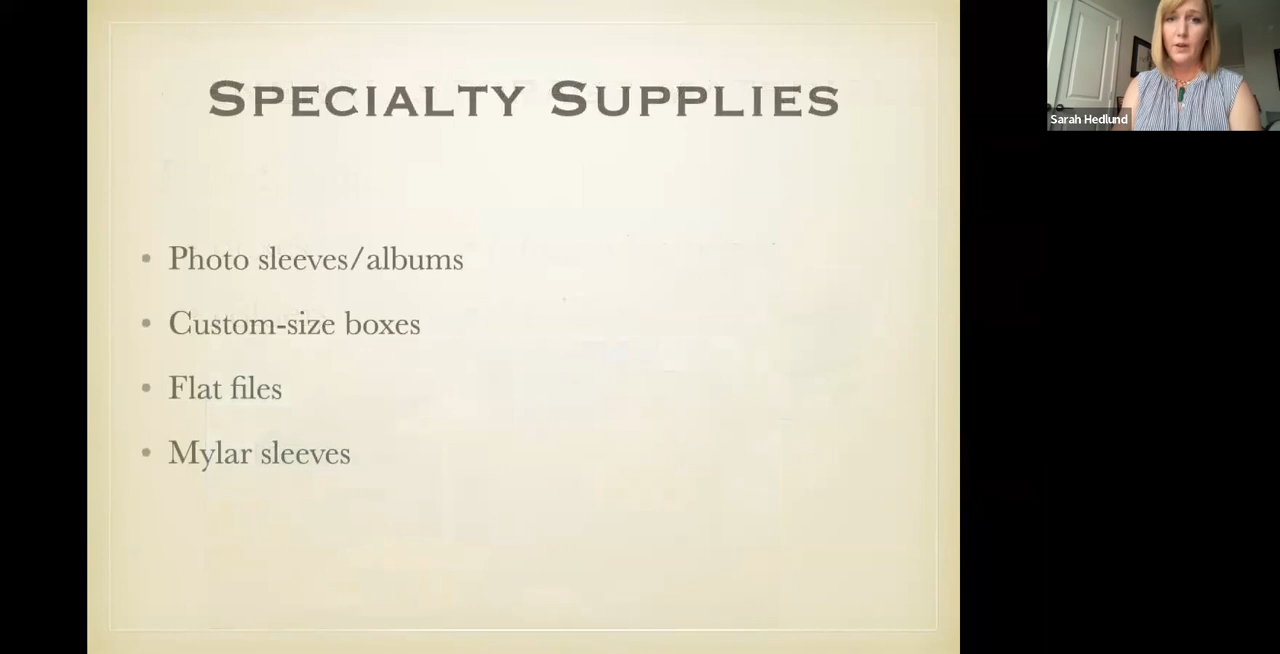 Specialty Supplies
• Photo sleeves/albums
• Custom-size boxes
• Flat files
• Mylar sleeves
Sarah Hedlund